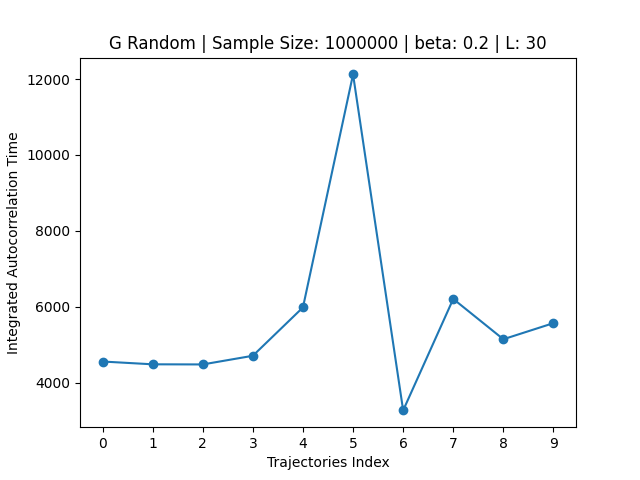 G Random | Sample Size: 1000000 | beta: 0.2 | L: 30
Integrated Autocorrelation Time
12000
10000
8000
6000
4000
0 1 2 3 4 5 6 7 8 9
Trajectories Index